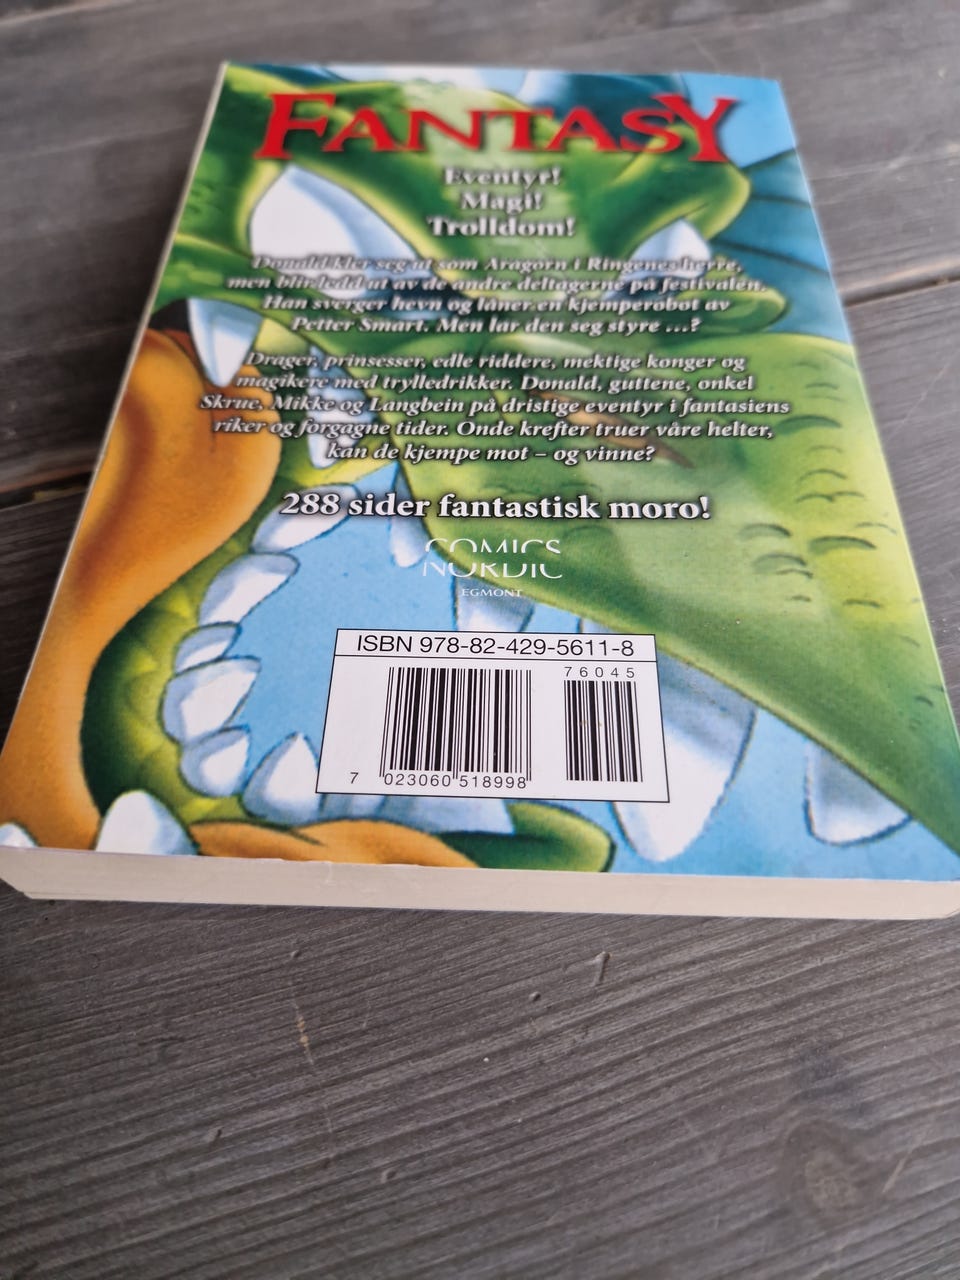 FANTASY
Eventyr!
Magi!
Trolldom!
Donald kler seg ut som Aragorn i Ringenes herre,
men blir ledd ut av de andre deltagerne på festivalen.
Han sverger hevn og låner en kjemperobot av
Petter Smart. Men lar den seg styre ...?
Drager, prinsesser, edle riddere, mektige konger og
magikere med trylledrikker. Donald, guttene, onkel
Skrue, Mikke og Langbein på dristige eventyr i fantasiens
riker og forgagne tider. Onde krefter truer våre helter,
kan de kjempe mot – og vinne?
288 sider fantastisk moro!
COMICS
NORDIC
EGMONT
ISBN 978-82-429-5611-8
76045
7 023060 518998